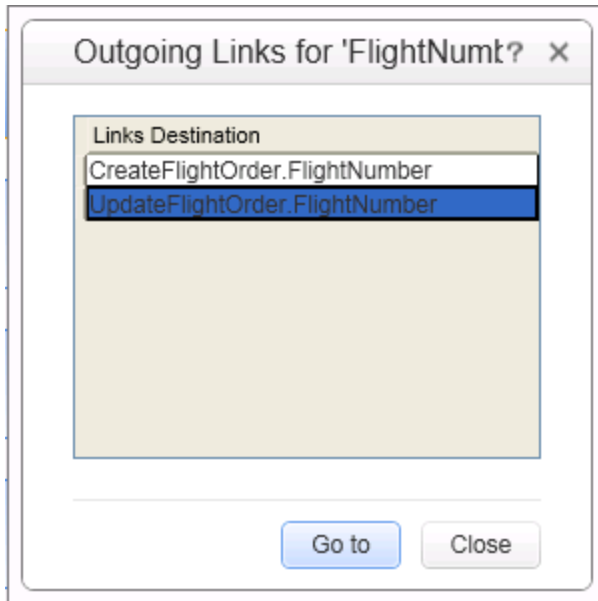 Outgoing Links for 'FlightNumb? ×
Links Destination
CreateFlightOrder.FlightNumber
UpdateFlightOrder.FlightNumber
Go to Close